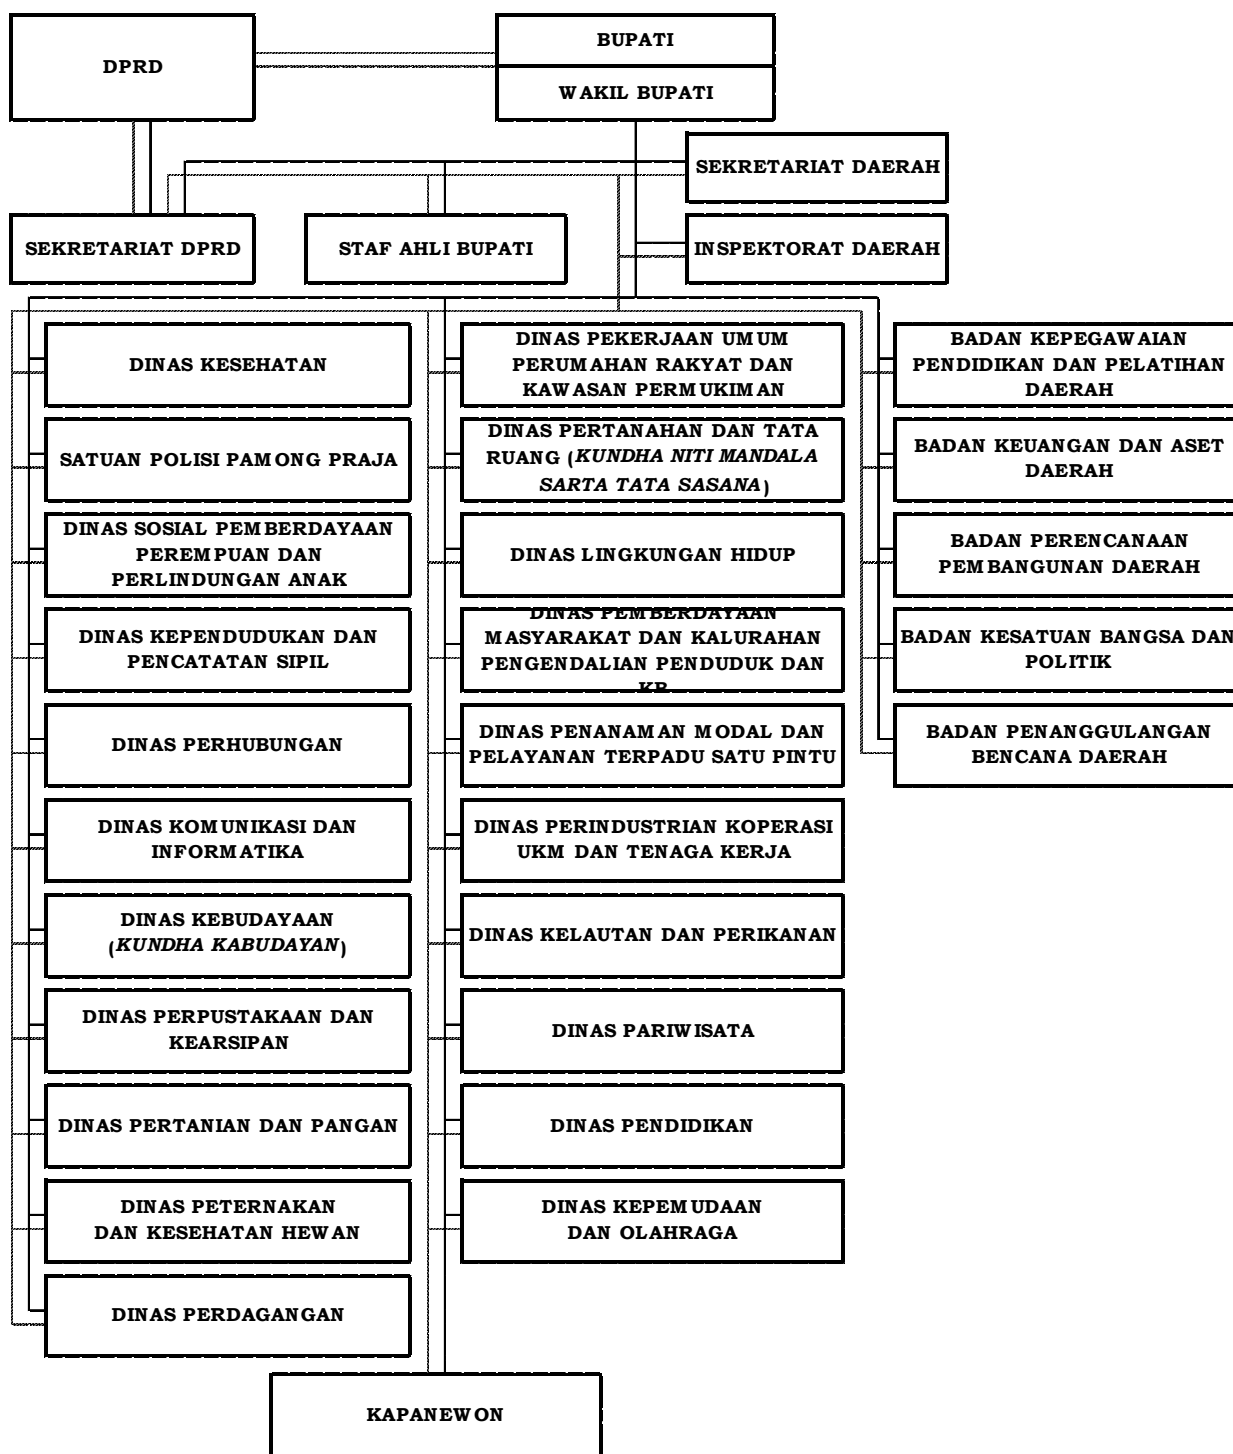 DPRD
BUPATI
WAKIL BUPATI
SEKRETARIAT DAERAH
SEKRETARIAT DPRD
STAF AHLI BUPATI
INSPEKTORAT DAERAH
DINAS KESEHATAN
SATUAN POLISI PAMONG PRAJA
DINAS SOSIAL PEMBERDAYAAN
PEREMPUAN DAN
PERLINDUNGAN ANAK
DINAS KEPENDUDUKAN DAN
PENCATATAN SIPIL
DINAS PERHUBUNGAN
DINAS KOMUNIKASI DAN
INFORMATIKA
DINAS KEBUDAYAAN
(KUNDHA KABUDAYAN)
DINAS PERPUSTAKAAN DAN
KEARSIPAN
DINAS PERTANIAN DAN PANGAN
DINAS PETERNAKAN
DAN KESEHATAN HEWAN
DINAS PERDAGANGAN
DINAS PEKERJAAN UMUM
PERUMAHAN RAKYAT DAN
KAWASAN PERMUKIMAN
DINAS PERTANAHAN DAN TATA
RUANG (KUNDHA NITI MANDALA
SARTA TATA SASANA)
DINAS LINGKUNGAN HIDUP
DINAS PEMBERDAYAAN
MASYARAKAT DAN KALURAHAN
PENGENDALIAN PENDUDUK DAN
KB
DINAS PENANAMAN MODAL DAN
PELAYANAN TERPADU SATU PINTU
DINAS PERINDUSTRIAN KOPERASI
UKM DAN TENAGA KERJA
DINAS KELAUTAN DAN PERIKANAN
DINAS PARIWISATA
DINAS PENDIDIKAN
DINAS KEPEMUDAAN
DAN OLAHRAGA
BADAN KEPEGAWAIAN
PENDIDIKAN DAN PELATIHAN
DAERAH
BADAN KEUANGAN DAN ASET
DAERAH
BADAN PERENCANAAN
PEMBANGUNAN DAERAH
BADAN KESATUAN BANGSA DAN
POLITIK
BADAN PENANGGULANGAN
BENCANA DAERAH
KAPANEWON